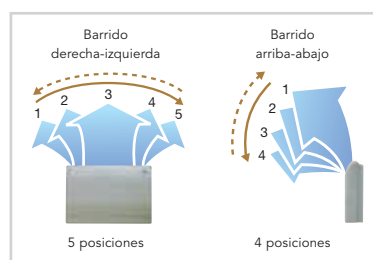 Barrido
derecha-izquierda
1 2 3 4 5
5 posiciones
Barrido
arriba-abajo
1
2
3
4
4 posiciones